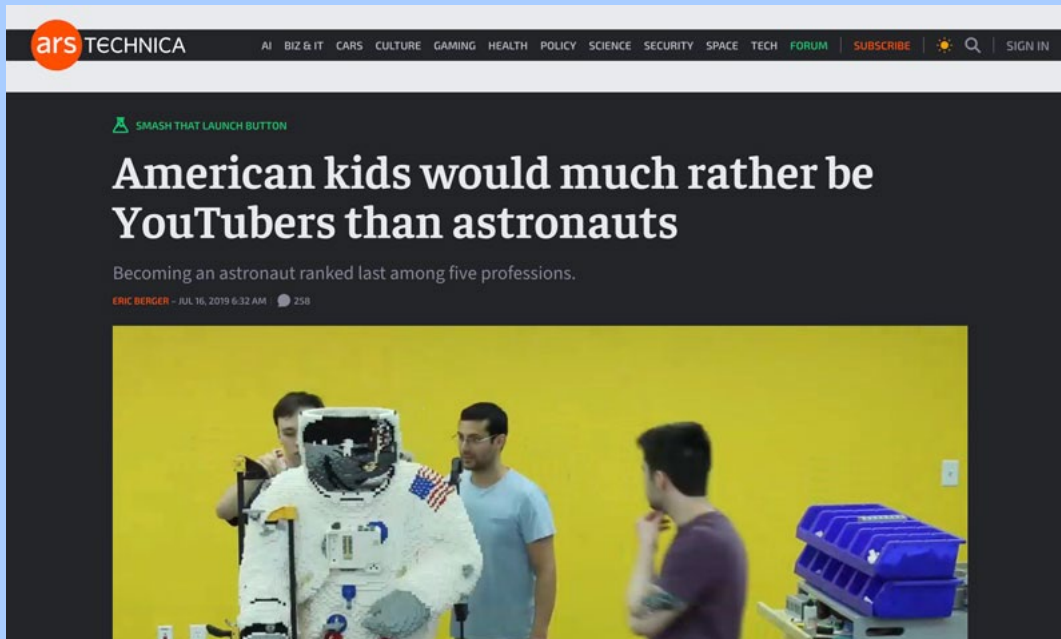 ars TECHNICA
AI BIZ & IT CARS CULTURE GAMING HEALTH POLICY SCIENCE SECURITY SPACE TECH FORUM SUBSCRIBE SIGN IN
SMASH THAT LAUNCH BUTTON
American kids would much rather be
YouTubers than astronauts
Becoming an astronaut ranked last among five professions.
ERIC BERGER – JUL 16, 2019 6:32 AM 258